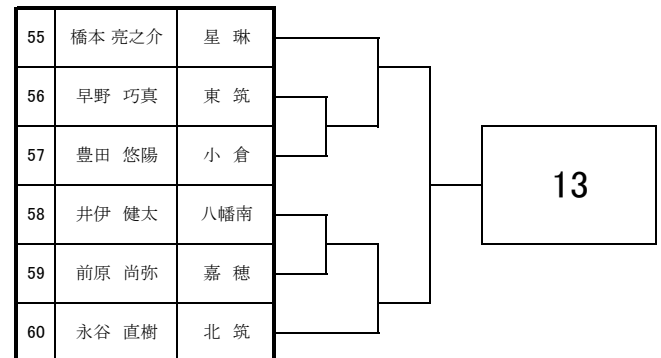 55 橋本 亮之介 星 琳
56 早野 巧真 東 筑
57 豊田 悠陽 小 倉
58 井伊 健太 八幡南
59 前原 尚弥 嘉 穂
60 永谷 直樹 北 筑
13